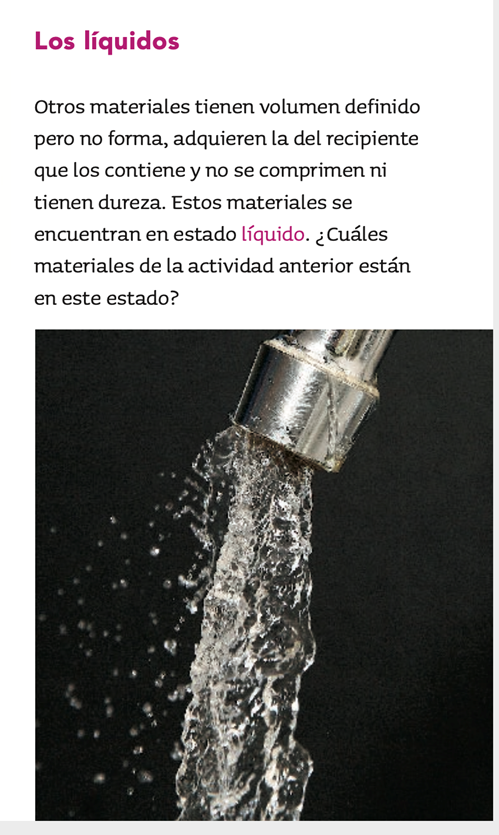 Los líquidos
Otros materiales tienen volumen definido
pero no forma, adquieren la del recipiente
que los contiene y no se comprimen ni
tienen dureza. Estos materiales se
encuentran en estado líquido. ¿Cuáles
materiales de la actividad anterior están
en este estado?